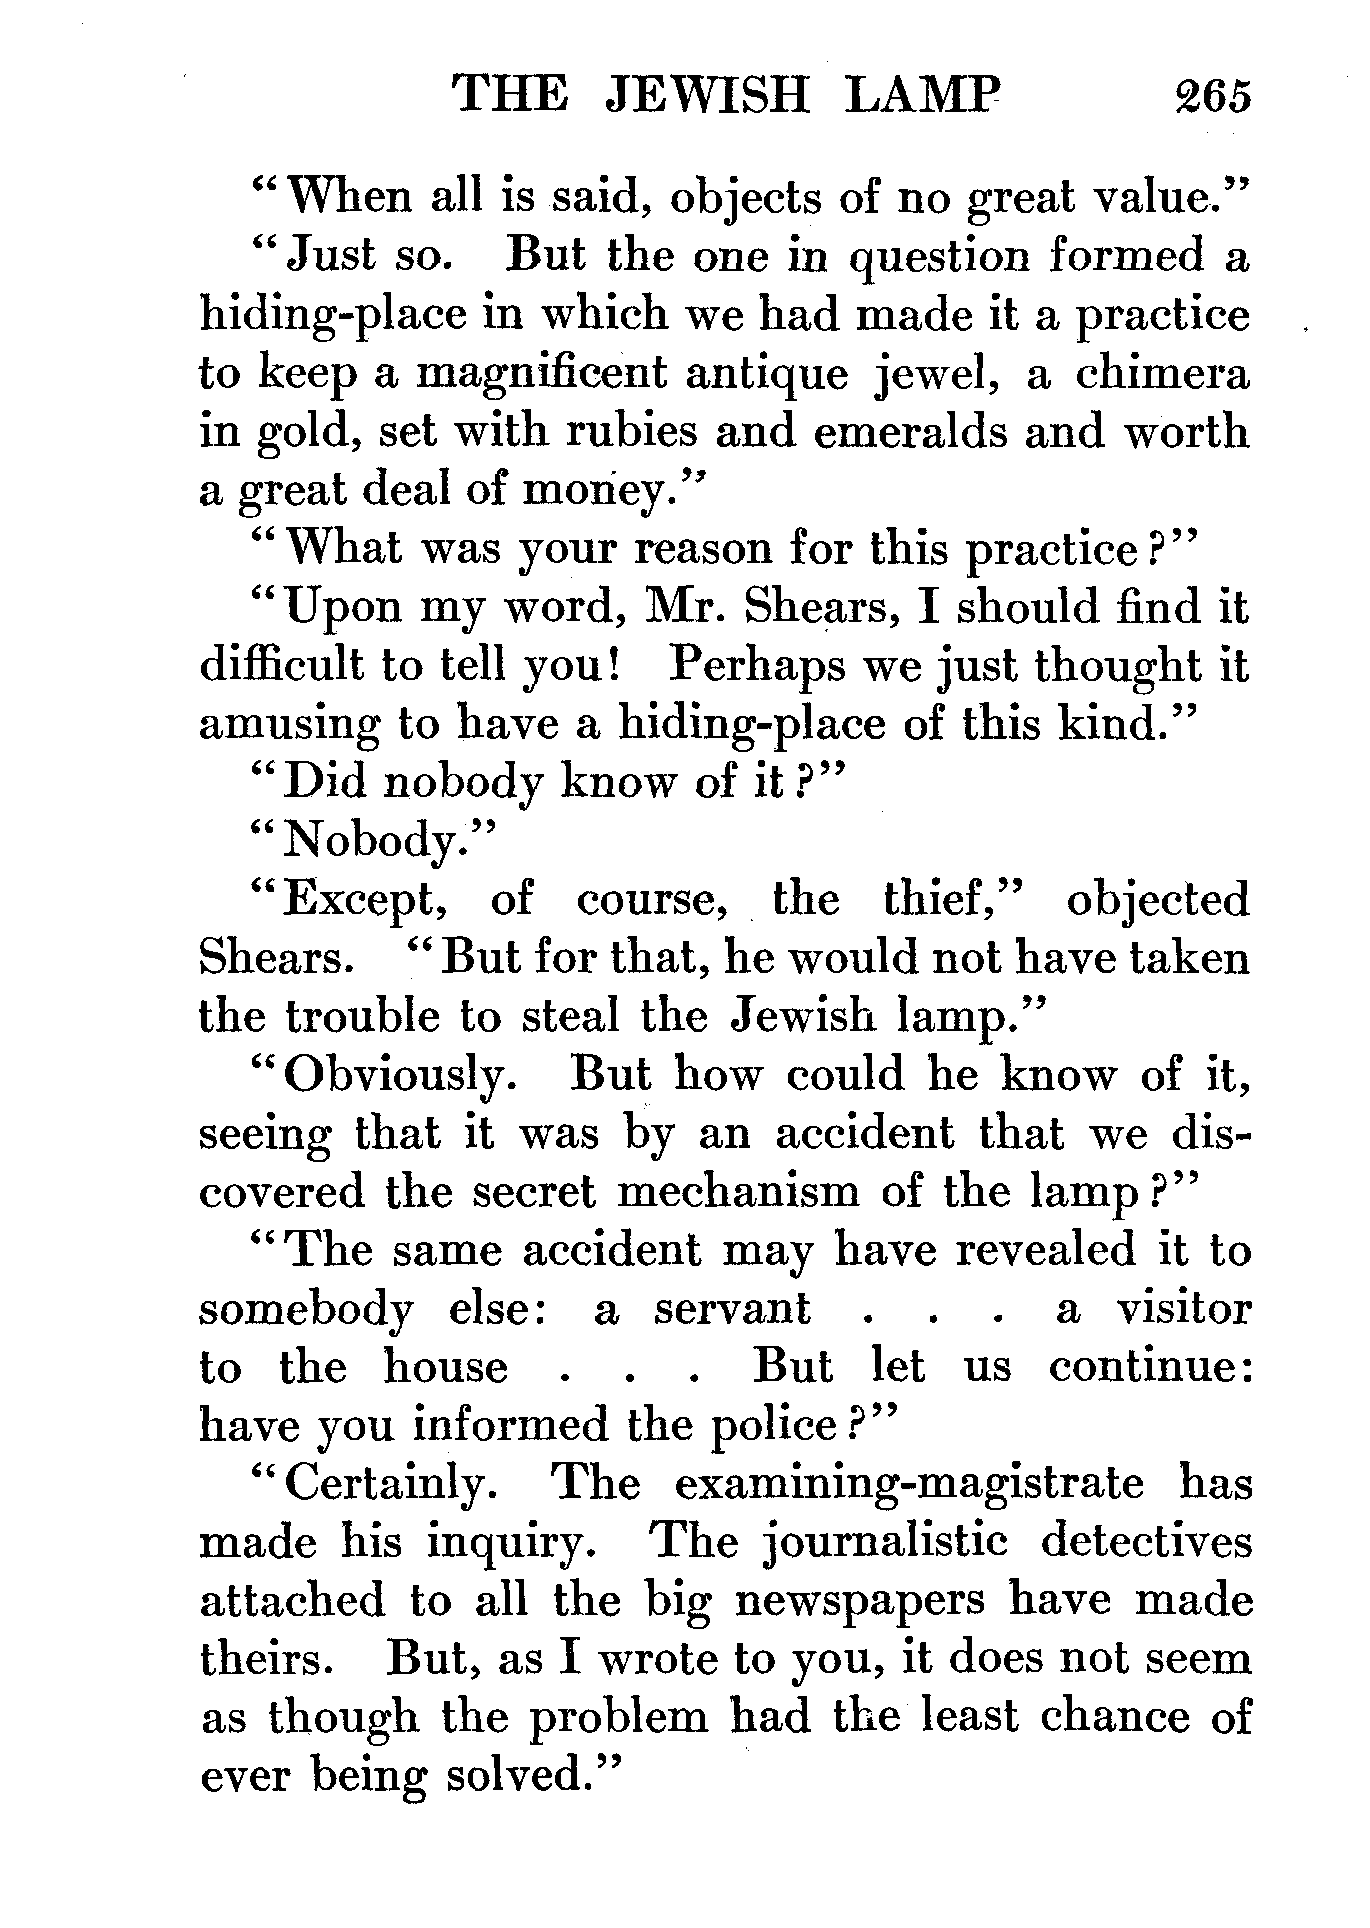 THE JEWISH LAMP 265
“When all is said, objects of no great value.”
“Just so. But the one in question formed a
hiding-place in which we had made it a practice
to keep a magnificent antique jewel, a chimera
in gold, set with rubies and emeralds and worth
a great deal of money.”
“What was your reason for this practice?”
“Upon my word, Mr. Shears, I should find it
difficult to tell you! Perhaps we just thought it
amusing to have a hiding-place of this kind.”
“Did nobody know of it?”
“Nobody.”
“Except, of course, the thief,” objected
Shears. “But for that, he would not have taken
the trouble to steal the Jewish lamp.”
“Obviously. But how could he know of it,
seeing that it was by an accident that we dis-
covered the secret mechanism of the lamp?”
“The same accident may have revealed it to
somebody else: a servant . . . a visitor
to the house . . . But let us continue:
have you informed the police?”
“Certainly. The examining-magistrate has
made his inquiry. The journalistic detectives
attached to all the big newspapers have made
theirs. But, as I wrote to you, it does not seem
as though the problem had the least chance of
ever being solved.”